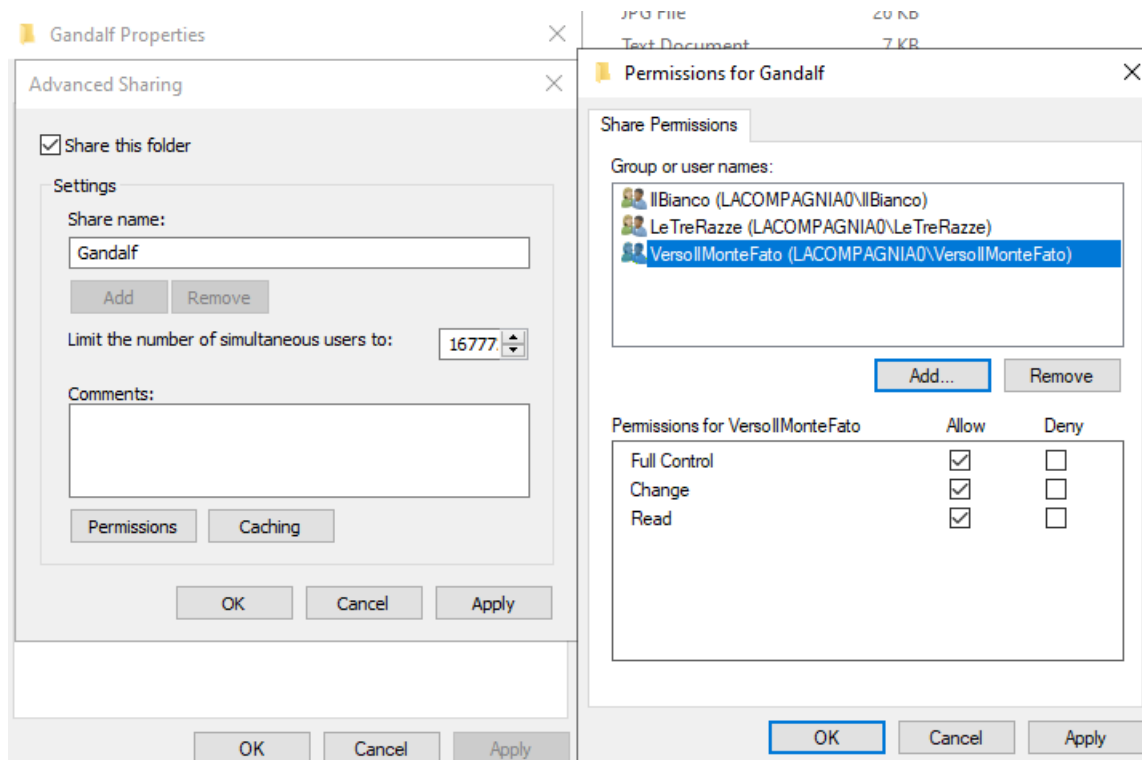 Gandalf Properties
Advanced Sharing
Share this folder
Settings
Share name:
Gandalf
Add
Remove
Limit the number of simultaneous users to:
16777
Comments:
Permissions
Caching
OK
Cancel
Apply
OK
Cancel
Apply
JPG File
26 KB
Text Document
7 KB
Permissions for Gandalf
Share Permissions
Group or user names:
IlBianco (LACOMPAGNIA0\IlBianco)
LeTreRazze (LACOMPAGNIA0\LeTreRazze)
VersoIlMonteFato (LACOMPAGNIA0\VersoIlMonteFato)
Add...
Remove
Permissions for VersoIlMonteFato
Allow
Deny
Full Control
Change
Read
OK
Cancel
Apply